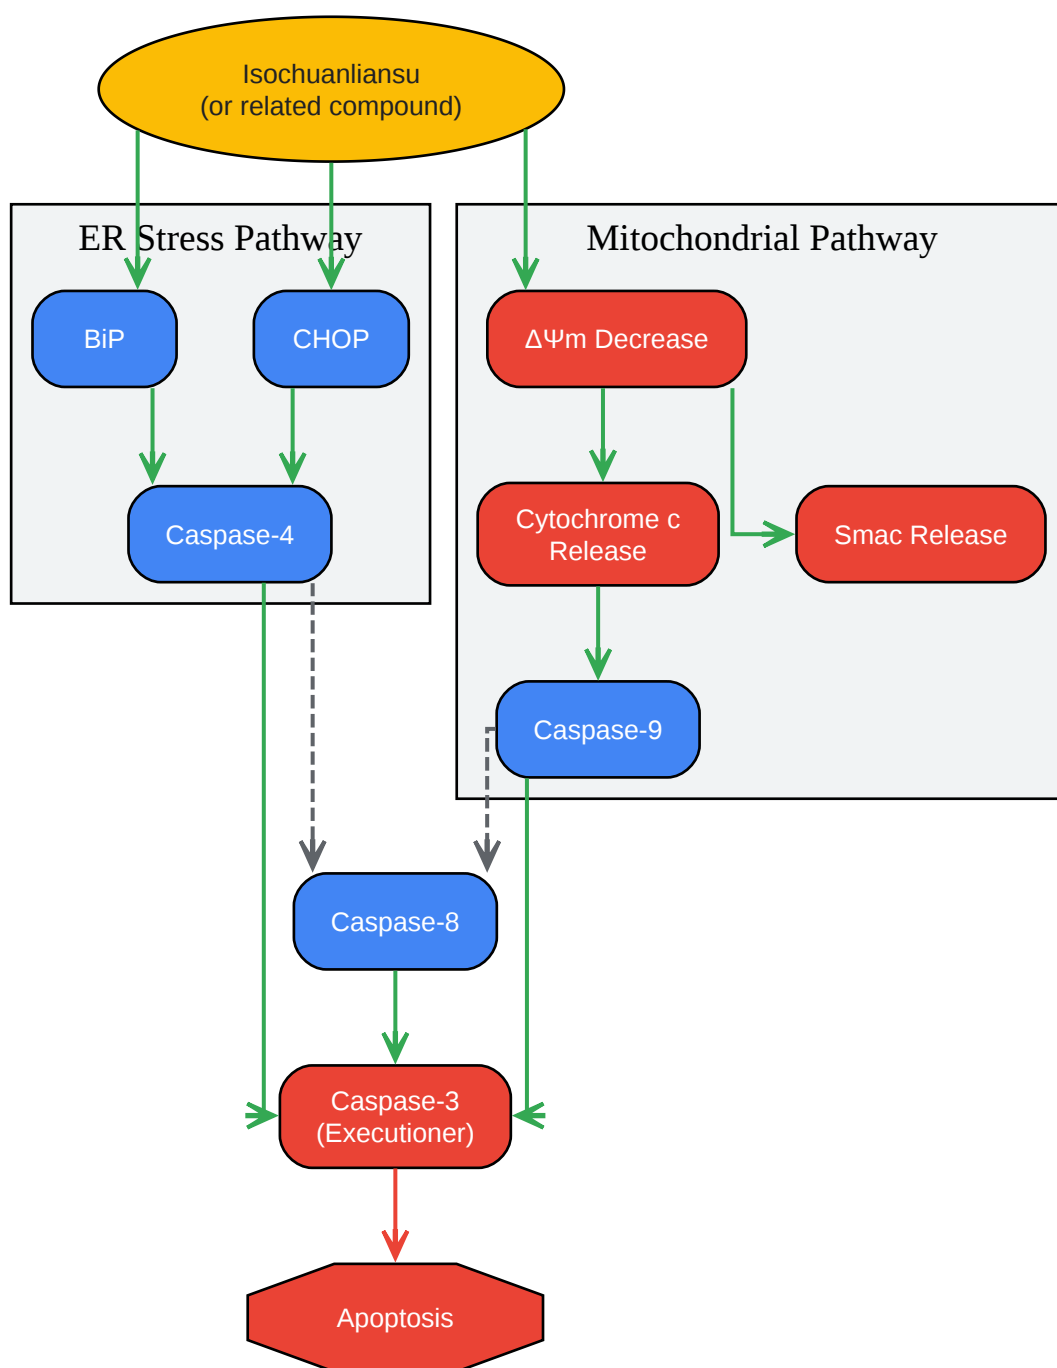 Isochuanliansu
(or related compound)
ER Stress Pathway
Mitochondrial Pathway
BiP
CHOP
ΔΨm Decrease
Caspase-4
Cytochrome c
Release
Smac Release
Caspase-9
Caspase-8
Caspase-3
(Executioner)
Apoptosis